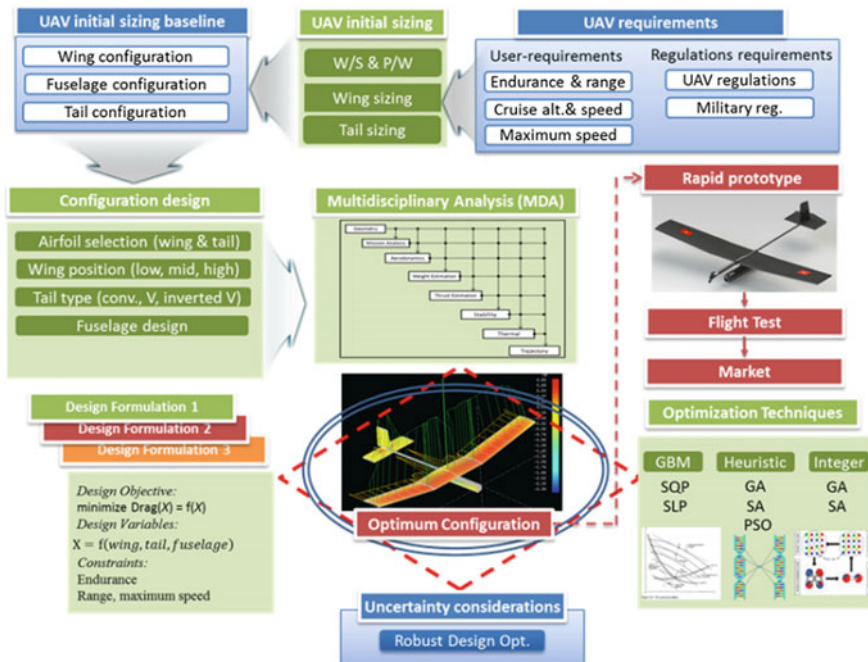 UAV initial sizing baseline
Wing configuration
Fuselage configuration
Tail configuration
UAV initial sizing
W/S & P/W
Wing sizing
Tail sizing
UAV requirements
User-requirements
Endurance & range
Cruise alt.& speed
Maximum speed
Regulations requirements
UAV regulations
Military reg.
Configuration design
Airfoil selection (wing & tail)
Wing position (low, mid, high)
Tail type (conv., V, inverted V)
Fuselage design
Multidisciplinary Analysis (MDA)
Geometry
Mission Analysis
Aerodynamics
Weight Estimation
Thrust Estimation
Stability
Thermal
Trajectory
Rapid prototype
Flight Test
Market
Design Formulation 1
Design Formulation 2
Design Formulation 3
Design Objective:
minimize Drag(X) = f(X)
Design Variables:
X = f(wing, tail, fuselage)
Constraints:
Endurance
Range, maximum speed
Optimum Configuration
Uncertainty considerations
Robust Design Opt.
Optimization Techniques
GBM
SQP
SLP
Heuristic
GA
SA
PSO
Integer
GA
SA